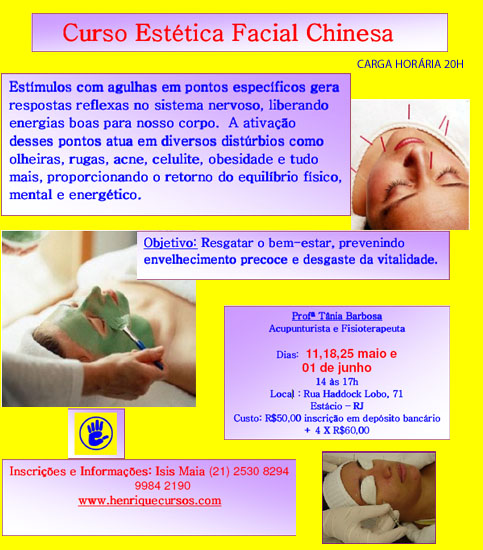 Curso Estética Facial Chinesa
CARGA HORÁRIA 20H
Estímulos com agulhas em pontos específicos gera
respostas reflexas no sistema nervoso, liberando
energias boas para nosso corpo.  A ativação
desses pontos atua em diversos distúrbios como
olheiras, rugas, acne, celulite, obesidade e tudo
mais, proporcionando o retorno do equilíbrio físico,
mental e energético.
Objetivo: Resgatar o bem-estar, prevenindo
envelhecimento precoce e desgaste da vitalidade.
Profª Tânia Barbosa
Acupunturista e Fisioterapeuta
Dias:  11,18,25 maio e
01 de junho
14 às 17h
Local : Rua Haddock Lobo, 71
Estácio - RJ
Custo: R$50,00 inscrição em depósito bancário
+ 4 X R$60,00
Inscrições e Informações: Isis Maia (21) 2530 8294
9984 2190
www.henriquecursos.com